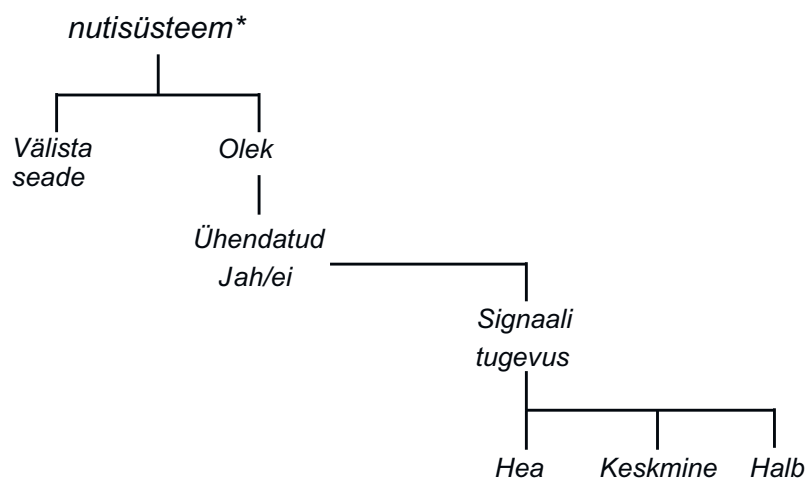 nutisüsteem*
Välista
seade
Olek
Ühendatud
Jah/ei
Signaali
tugevus
Hea
Keskmine
Halb